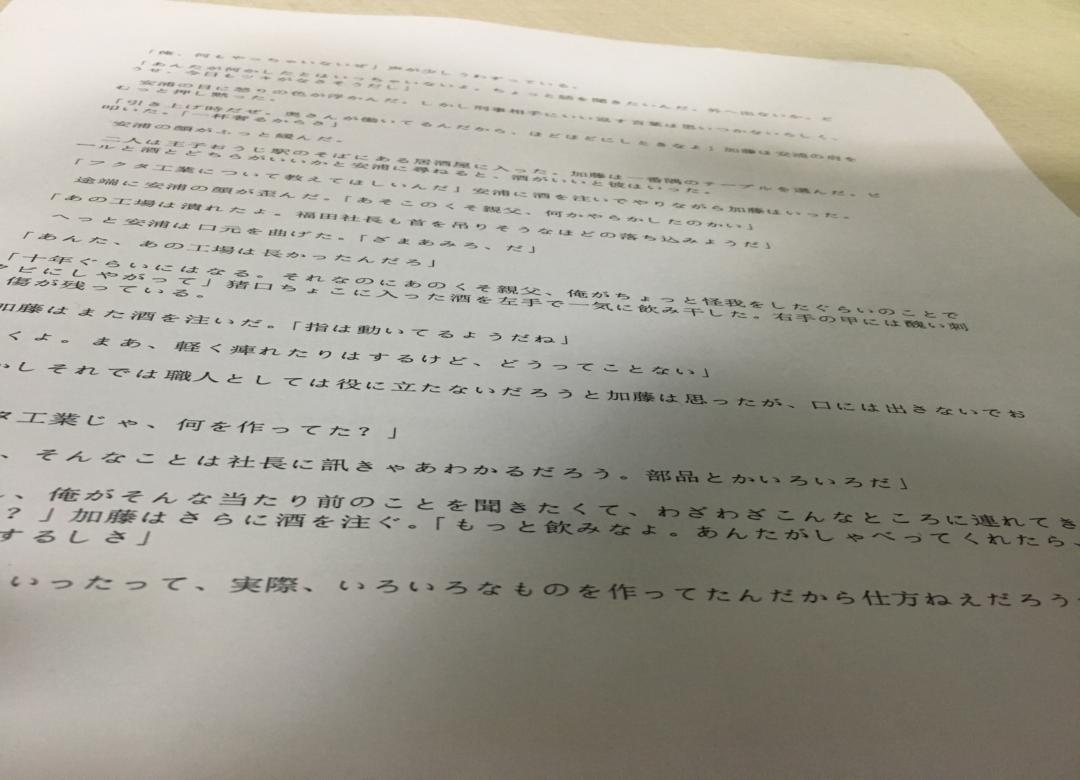 「俺、何もやっちゃいないぜ」声が少しうわずっている。
「あんたが何かしたとはいっちゃいないよ。ちょっと話を聞きたいんだ。外へ出ないか。ど
うせ、今日もツキがなさそうだし」
安浦の目に怒りの色が浮かんだ。しかし刑事相手にいい返す言葉は思いつかないらしく、
むっと押し黙った。
「引き上げ時だぜ。奥さんが働いてるんだから、ほどほどにしときなよ」加藤は安浦の肩を
叩いた。「一杯奢るからさ」
安浦の顔がふっと緩んだ。
二人は王子おうじ駅のそばにある居酒屋に入った。加藤は一番隅のテーブルを選んだ。ビ
ールと酒とどちらがいいかと安浦に尋ねると、酒がいいと彼はいった。
「フクタ工業について教えてほしいんだ」安浦に酒を注いでやりながら加藤はいった。
途端に安浦の顔が歪んだ。「あそこのくそ親父、何かやらかしたのかい」
「あの工場は潰れたよ。福田社長も首を吊りそうなほどの落ち込みようだ」
へっと安浦は口元を曲げた。「ざまあみろ、だ」
「あんた、あの工場は長かったんだろ」
「十年ぐらいにはなる。それなのにあのくそ親父、俺がちょっと怪我をしたぐらいのことで
クビにしやがって」猪口ちょこに入った酒を左手で一気に飲み干した。右手の甲には醜い刺
傷が残っている。
加藤はまた酒を注いだ。「指は動いてるようだね」
くよ。まあ、軽く痺れたりはするけど、どうってことない」
かしそれでは職人としては役に立たないだろうと加藤は思ったが、口には出さないでお
タ工業じゃ、何を作ってた？」
、そんなことは社長に訊きゃあわかるだろう。部品とかいろいろだ」
、俺がそんな当たり前のことを聞きたくて、わざわざこんなところに連れてき
？」加藤はさらに酒を注ぐ。「もっと飲みなよ。あんたがしゃべってくれたら、
するしさ」
いったって、実際、いろいろなものを作ってたんだから仕方ねえだろう